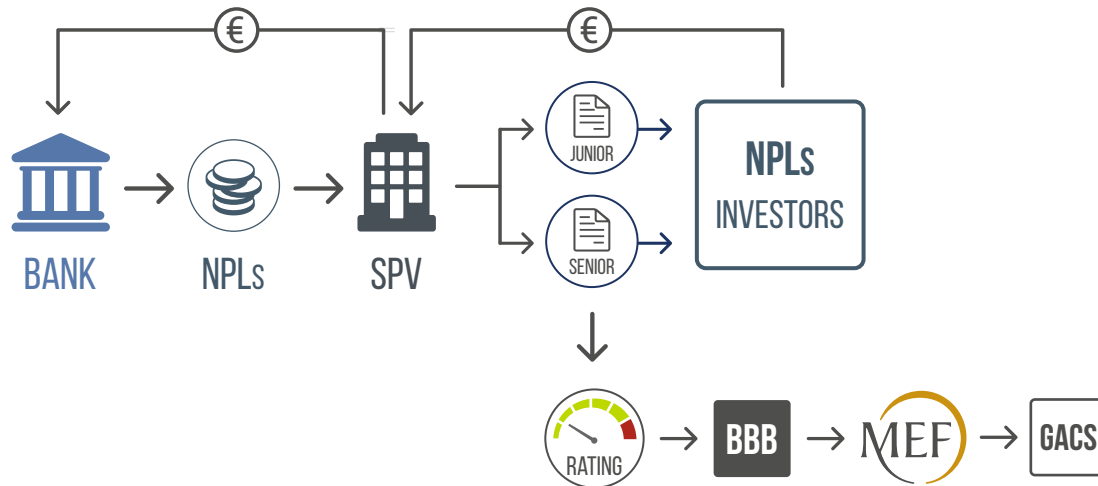 €
€
JUNIOR
NPLs
INVESTORS
SENIOR
BANK
NPLs
SPV
RATING
BBB
MEF
GACS